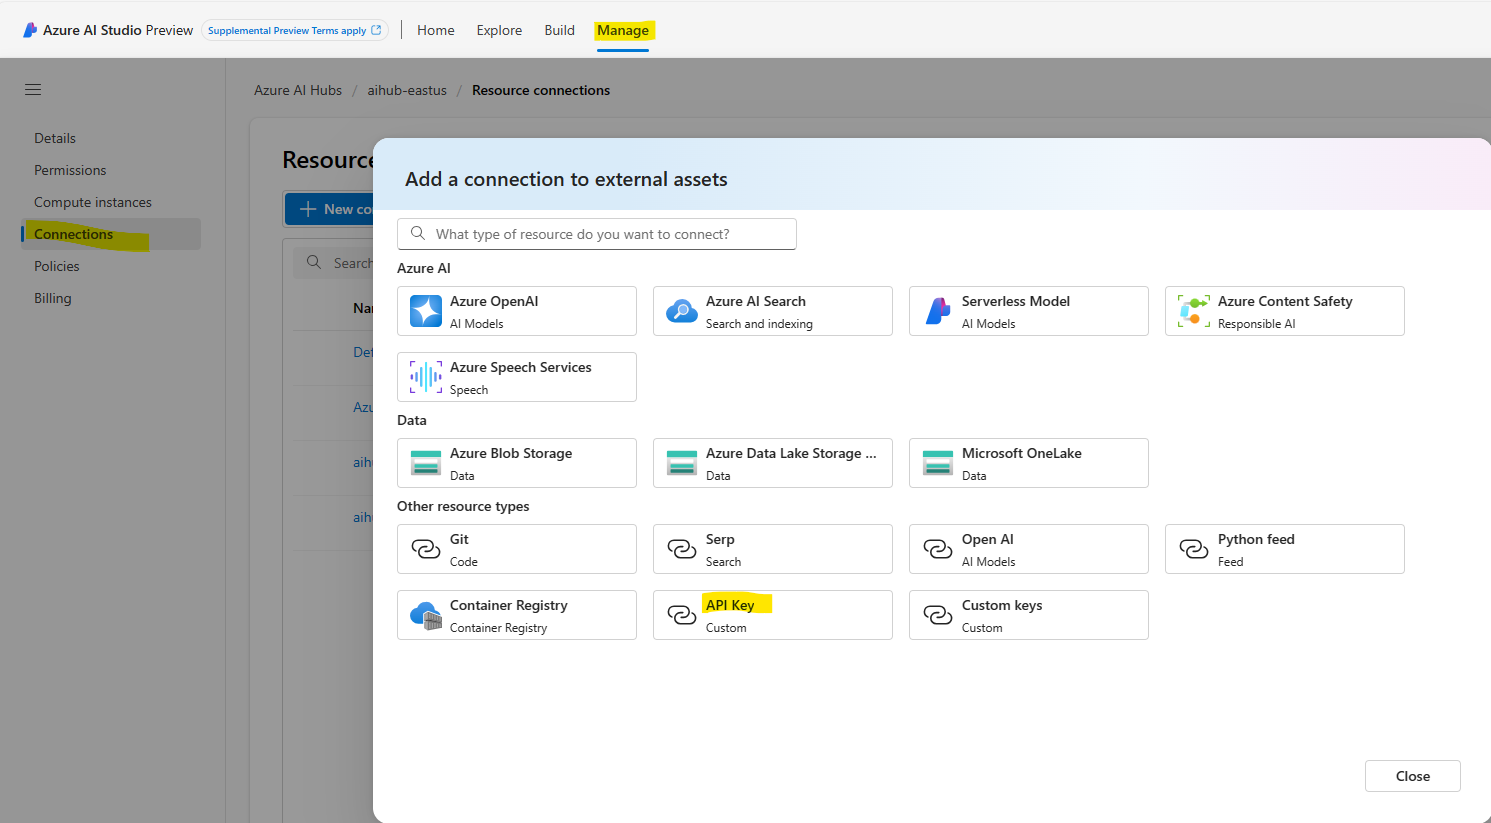 Azure AI Studio Preview
Supplemental Preview Terms apply
Home
Explore
Build
Manage
Azure AI Hubs / aihub-eastus / Resource connections
Details
Permissions
Compute instances
Connections
Policies
Billing
Resource
New co
Search
Na
Def
Azu
aihu
aihu
Add a connection to external assets
What type of resource do you want to connect?
Azure AI
Azure OpenAI
AI Models
Azure AI Search
Search and indexing
Serverless Model
AI Models
Azure Content Safety
Responsible AI
Azure Speech Services
Speech
Data
Azure Blob Storage
Data
Azure Data Lake Storage ...
Data
Microsoft OneLake
Data
Other resource types
Git
Code
Serp
Search
Open AI
AI Models
Python feed
Feed
Container Registry
Container Registry
API Key
Custom
Custom keys
Custom
Close